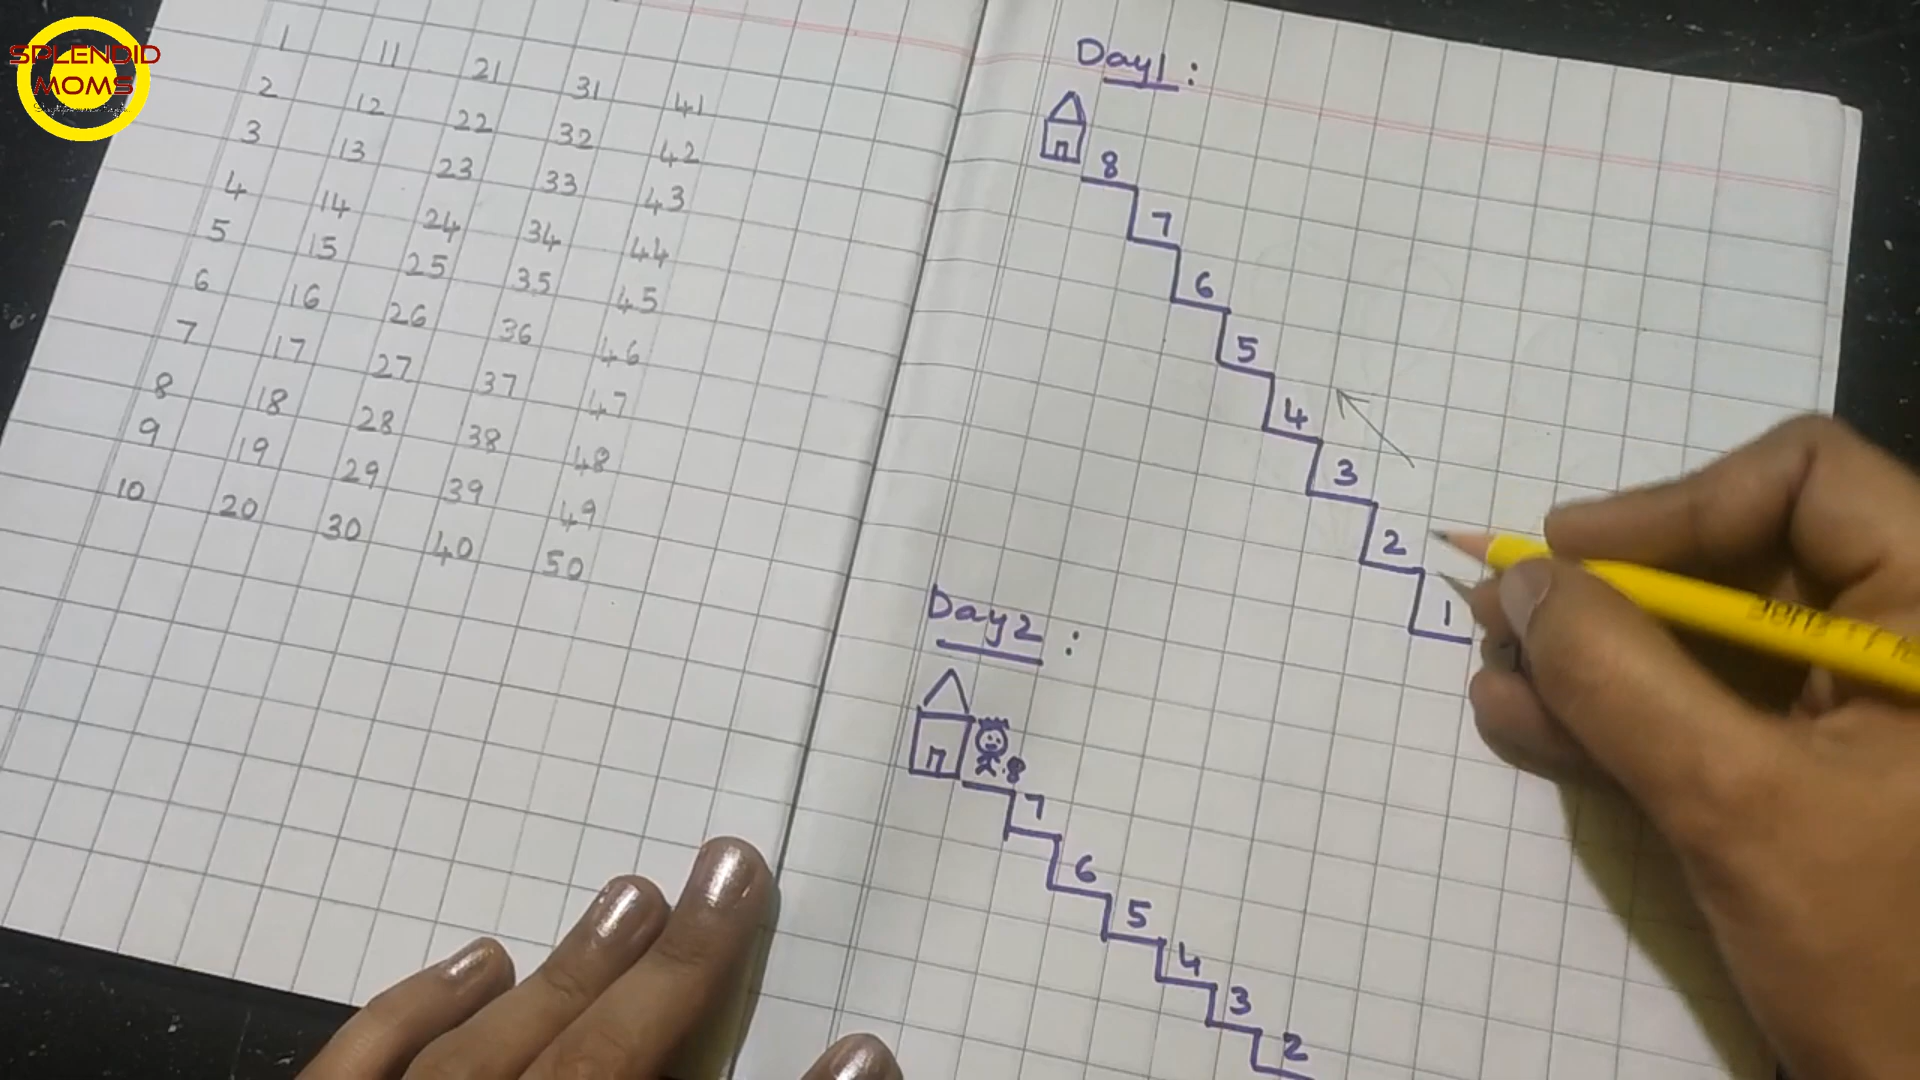 SPLENDID
MOMS
1 11 21 31 41
2 12 22 32 42
3 13 23 33 43
4 14 24 34 44
5 15 25 35 45
6 16 26 36 46
7 17 27 37 47
8 18 28 38 48
9 19 29 39 49
10 20 30 40 50
Day1 :
8
7
6
5
4
3
2
1
Day2 :
8
7
6
5
4
3
2